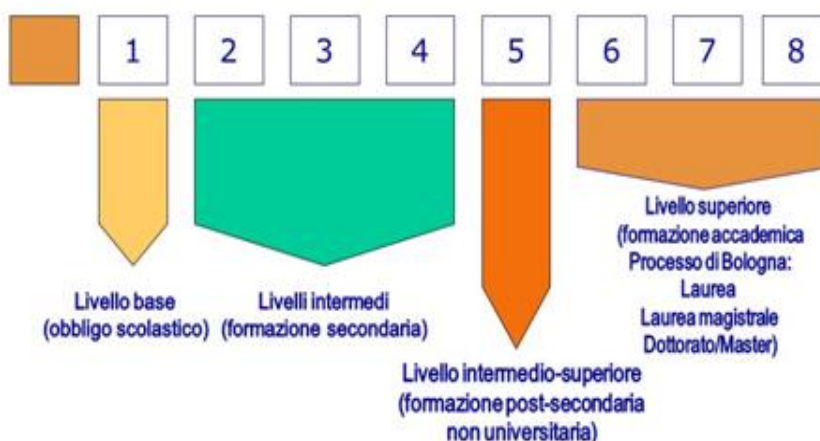 1 2 3 4 5 6 7 8
Livello base
(obbligo scolastico)
Livelli intermedi
(formazione secondaria)
Livello intermedio-superiore
(formazione post-secondaria
non universitaria)
Livello superiore
(formazione accademica
Processo di Bologna:
Laurea
Laurea magistrale
Dottorato/Master)